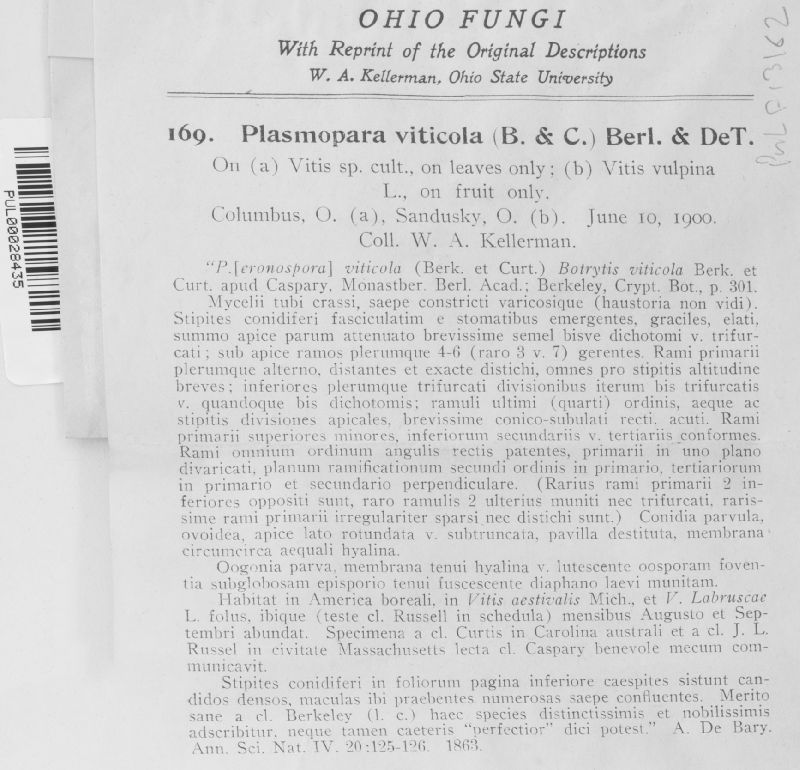 OHIO FUNGI
With Reprint of the Original Descriptions
W. A. Kellerman, Ohio State University
169. Plasmopara viticola (B. & C.) Berl. & DeT.
On (a) Vitis sp. cult., on leaves only; (b) Vitis vulpina
L., on fruit only.
Columbus, O. (a), Sandusky, O. (b). June 10, 1900.
Coll. W. A. Kellerman.
"P.[eronospora] viticola (Berk. et Curt.) Botrytis viticola Berk. et
Curt. apud Caspary, Monastber. Berl. Acad.; Berkeley, Crypt. Bot., p. 301.
Mycelii tubi crassi, saepe constricti varicosique (haustoria non vidi).
Stipites conidiferi fasciculatim e stomatibus emergentes, graciles, elati,
summo apice parum attenuato brevissime semel bisve dichotomi v. trifur-
cati; sub apice ramos plerumque 4-6 (raro 3 v. 7) gerentes. Rami primarii
plerumque alterno, distantes et exacte distichi, omnes pro stipitis altitudine
breves; inferiores plerumque trifurcati divisionibus iterum bis trifurcatis
v. quandoque bis dichotomis; ramuli ultimi (quarti) ordinis, aeque ac
stipitis divisiones apicales, brevissime conico-subulati recti, acuti. Rami
primarii superiores minores, inferiorum secundariis v. tertiariis conformes.
Rami omnium ordinum angulis rectis patentes, primarii in uno plano
divaricati, planum ramificationum secundi ordinis in primario, tertiariorum
in primario et secundario perpendiculare. (Rarius rami primarii 2 in-
feriores oppositi sunt, raro ramulis 2 ulterius muniti nec trifurcati, raris-
sime rami primarii irregulariter sparsi nec distichi sunt.) Conidia parvula,
ovoidea, apice lato rotundata v. subtruncata, pavilla destituta, membrana
circumcirca aequali hyalina.
Oogonia parva, membrana tenui hyalina v. lutescente oosporam foven-
tia subglobosam episporio tenui fuscescente diaphano laevi munitam.
Habitat in America boreali, in Vitis aestivalis Mich., et V. Labruscae
L. folus, ibique (teste cl. Russell in schedula) mensibus Augusto et Sep-
tembri abundat. Specimena a cl. Curtis in Carolina australi et a cl. J. L.
Russel in civitate Massachusetts lecta cl. Caspary benevole mecum com-
municavit.
Stipites conidiferi in foliorum pagina inferiore caespites sistunt can-
didos densos, maculas ibi praebentes numerosas saepe confluentes. Merito
sane a cl. Berkeley (l. c.) haec species distinctissimis et nobilissimis
adscribitur, neque tamen caeteris "perfectior" dici potest." A. De Bary.
Ann. Sci. Nat. IV. 20:125-126. 1863.
PUL00028435